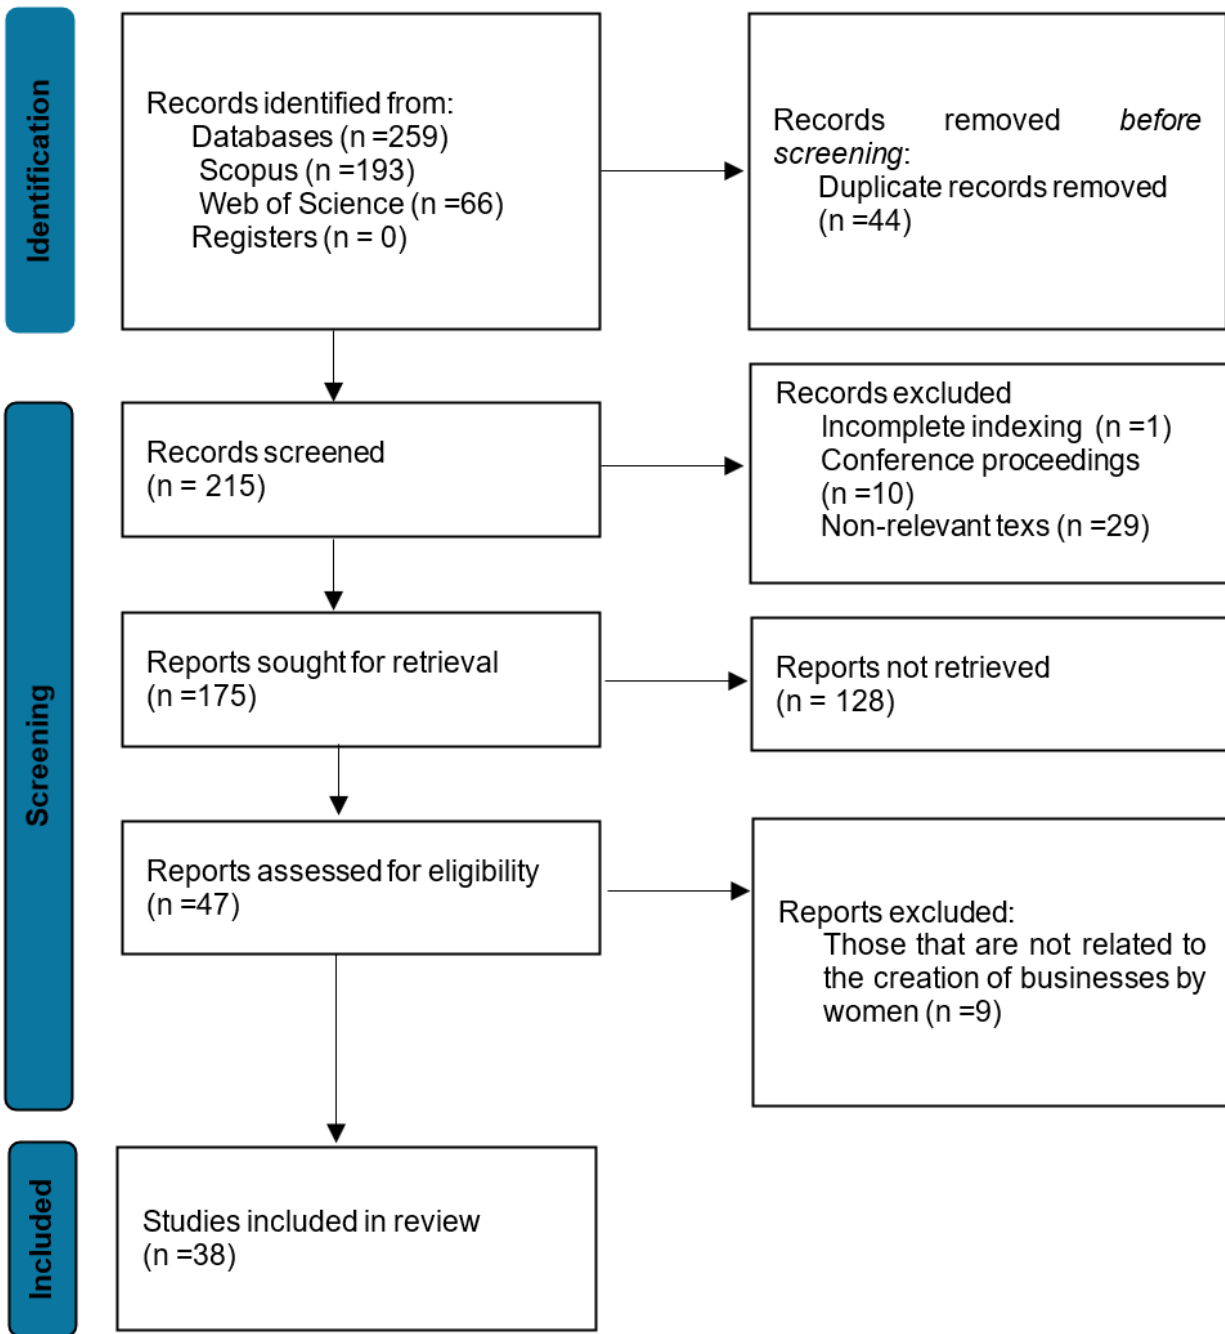 Identification
Records identified from:
Databases (n =259)
Scopus (n =193)
Web of Science (n =66)
Registers (n = 0)
Records removed before
screening:
Duplicate records removed
(n =44)
Screening
Records screened
(n = 215)
Records excluded
Incomplete indexing (n =1)
Conference proceedings
(n =10)
Non-relevant texs (n =29)
Reports sought for retrieval
(n =175)
Reports not retrieved
(n = 128)
Reports assessed for eligibility
(n =47)
Reports excluded:
Those that are not related to
the creation of businesses by
women (n =9)
Included
Studies included in review
(n =38)